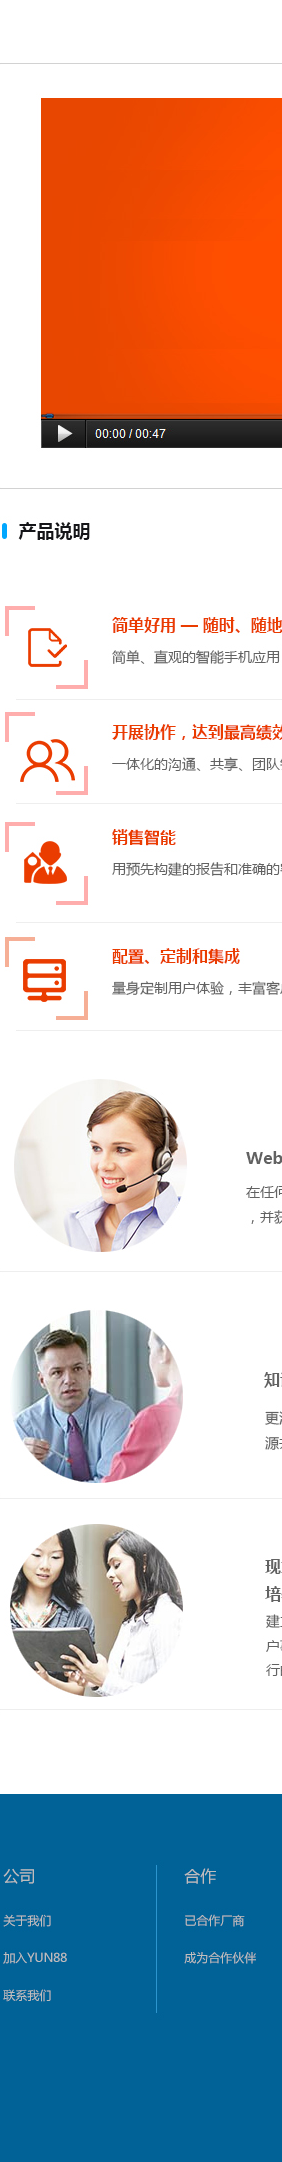 00:00 / 00:47
产品说明
简单好用 — 随时、随地
简单、直观的智能手机应用
开展协作，达到最高绩效
一体化的沟通、共享、团队
销售智能
用预先构建的报告和准确的
配置、定制和集成
量身定制用户体验，丰富客
Web
在任何
，并获
知
更
源
现
培
建
户
行
公司
合作
关于我们
已合作厂商
加入YUN88
成为合作伙伴
联系我们